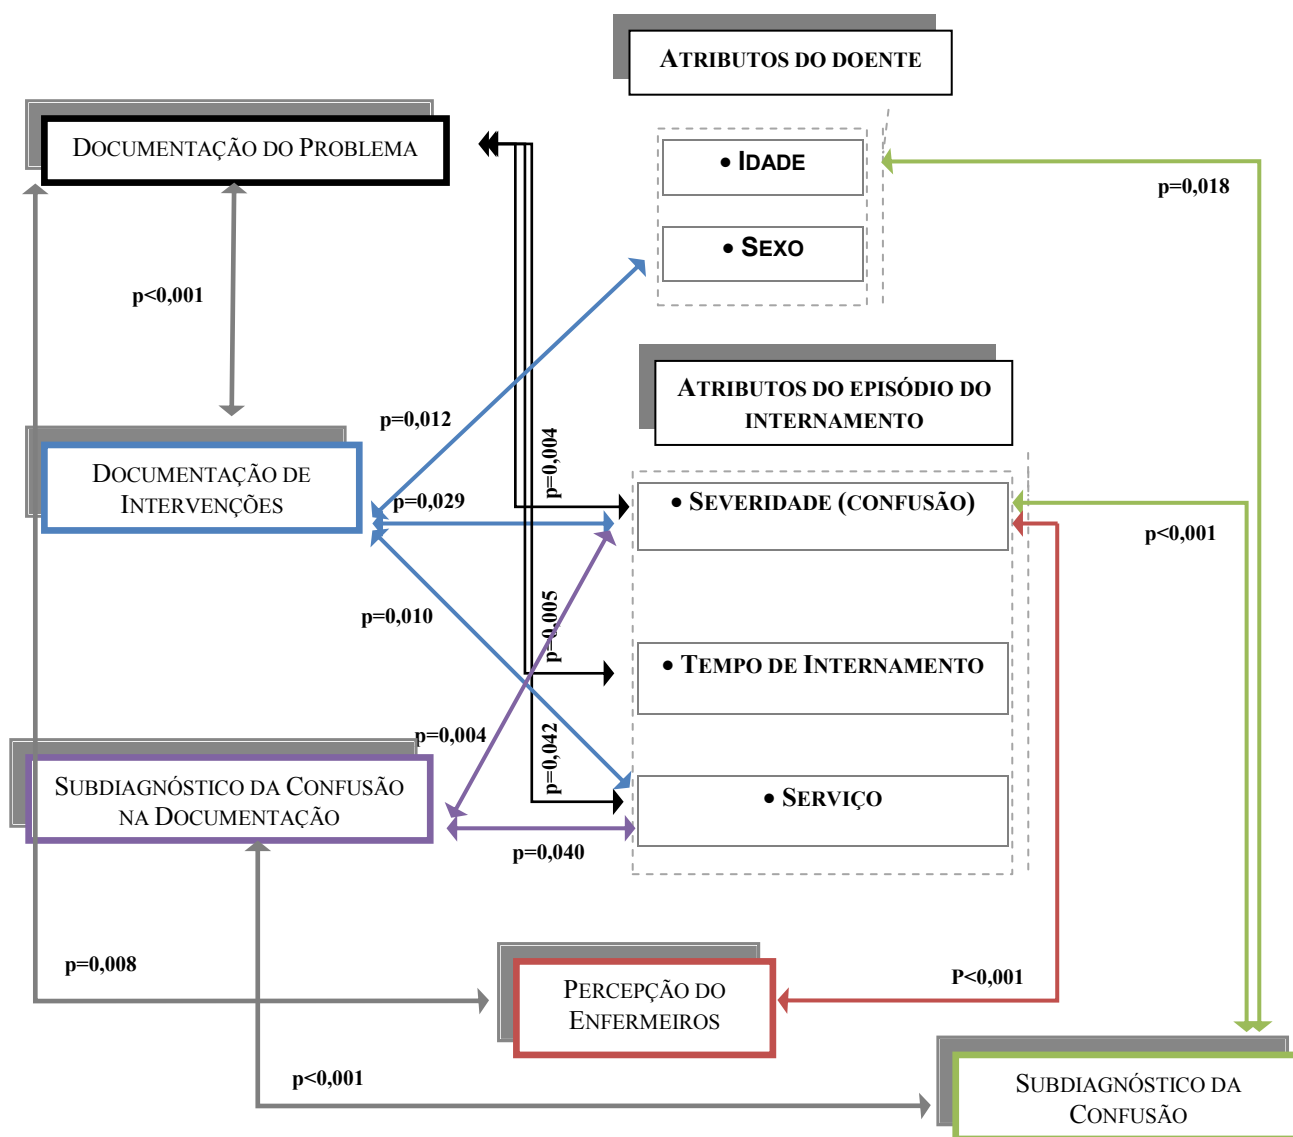 ATRIBUTOS DO DOENTE
DOCUMENTAÇÃO DO PROBLEMA
• IDADE
p=0,018
• SEXO
p<0,001
ATRIBUTOS DO EPISÓDIO DO
INTERNAMENTO
p=0,012
p=0,004
DOCUMENTAÇÃO DE
INTERVENÇÕES
p=0,029
• SEVERIDADE (CONFUSÃO)
p<0,001
p=0,010
p=0,005
• TEMPO DE INTERNAMENTO
p=0,004
p=0,042
SUBDIAGNÓSTICO DA CONFUSÃO
NA DOCUMENTAÇÃO
• SERVIÇO
p=0,040
p=0,008
P<0,001
PERCEPÇÃO DO
ENFERMEIROS
p<0,001
SUBDIAGNÓSTICO DA
CONFUSÃO